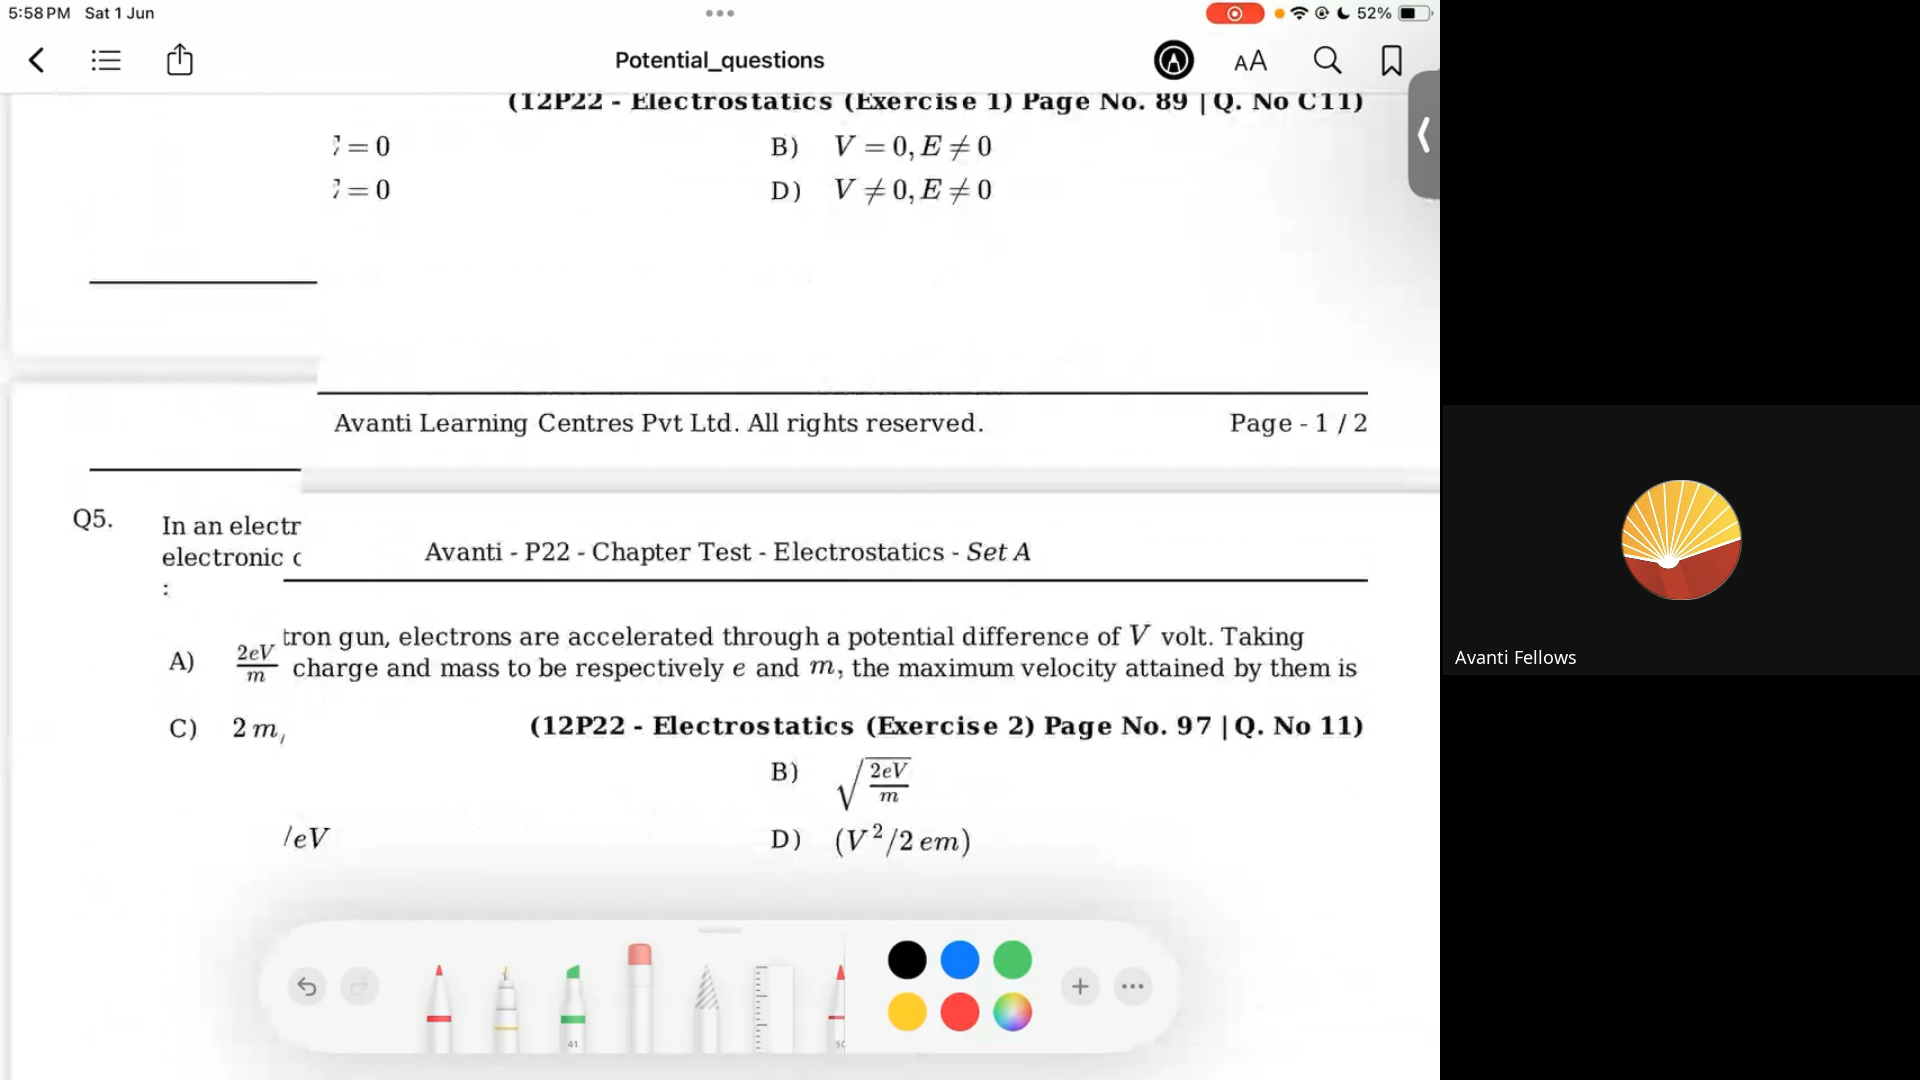 5:58 PM Sat 1 Jun
52%
Potential_questions
AA
(12P22 - Electrostatics (Exercise 1) Page No. 89 | Q. No C11)
= 0
B) V = 0, E ≠ 0
= 0
D) V ≠ 0, E ≠ 0
Avanti Learning Centres Pvt Ltd. All rights reserved. Page - 1 / 2
Q5. In an electr
electronic c
:
Avanti - P22 - Chapter Test - Electrostatics - Set A
tron gun, electrons are accelerated through a potential difference of V volt. Taking
charge and mass to be respectively e and m, the maximum velocity attained by them is
A) 2eV/m
(12P22 - Electrostatics (Exercise 2) Page No. 97 | Q. No 11)
C) 2 m
B) √(2eV/m)
/eV
D) (V²/2 em)
41
Avanti Fellows